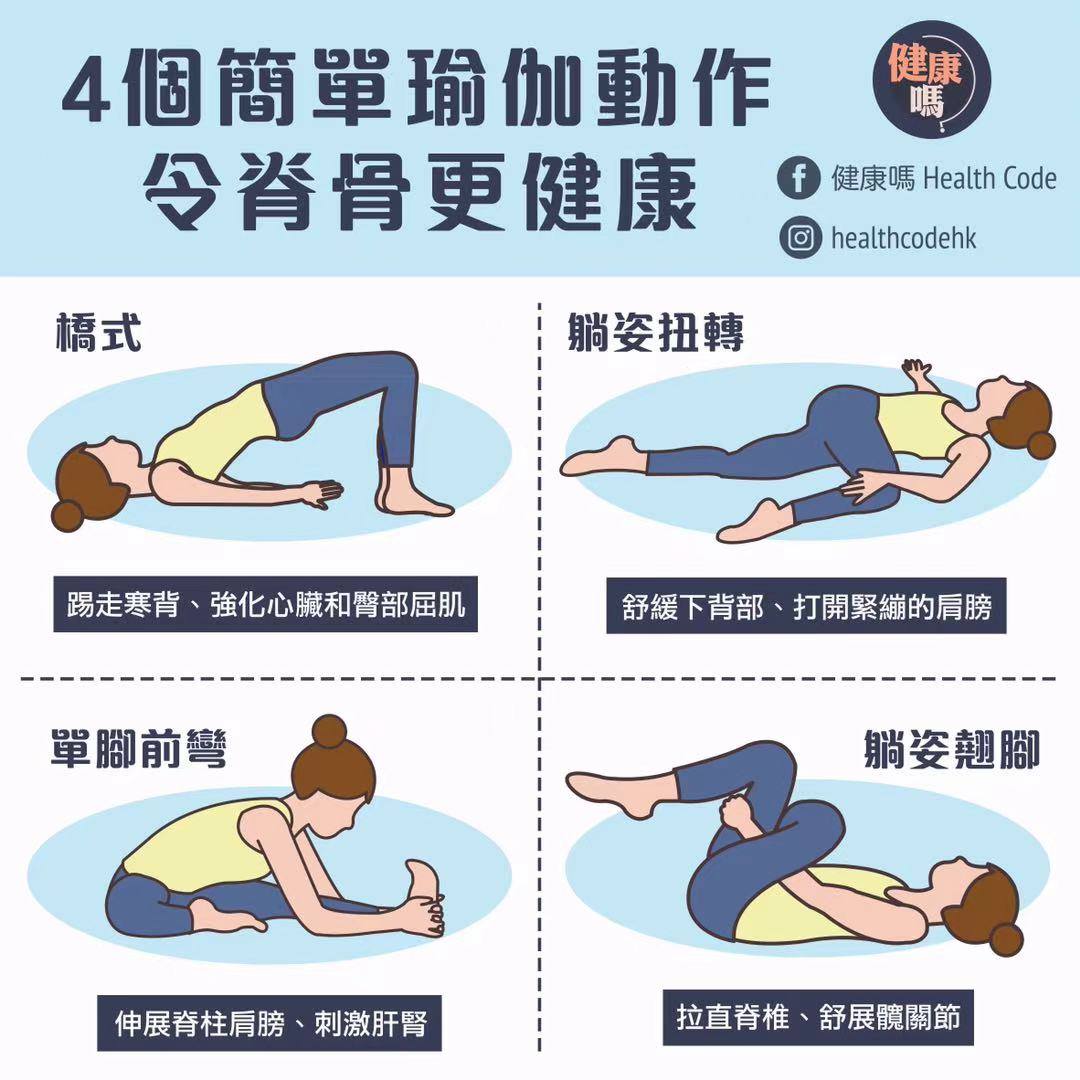 4個簡單瑜伽動作
令脊骨更健康
健康
嗎
健康嗎 Health Code
healthcodehk
橋式
躺姿扭轉
踢走寒背、強化心臟和臀部屈肌
舒緩下背部、打開緊繃的肩膀
單腳前彎
躺姿翹腳
伸展脊柱肩膀、刺激肝腎
拉直脊椎、舒展髖關節